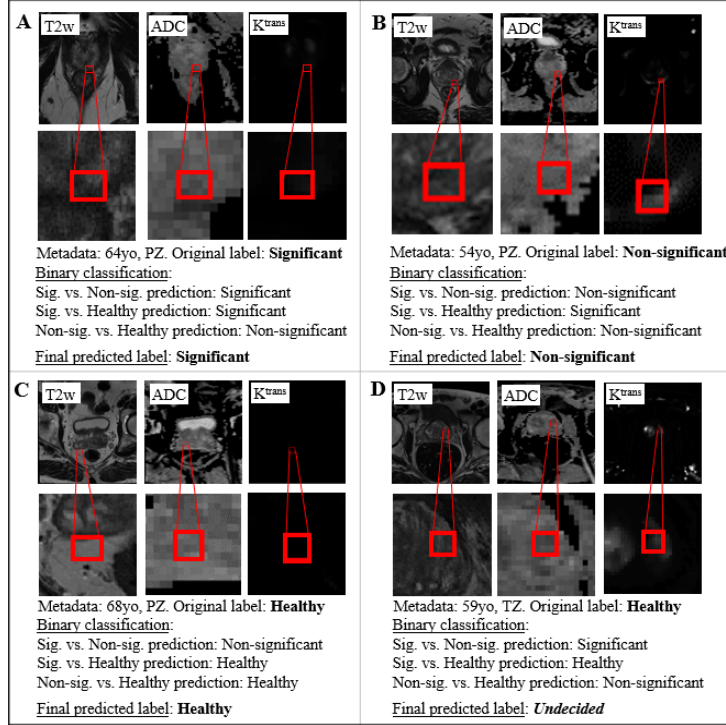 A
T2w
ADC
Ktrans
Metadata: 64yo, PZ. Original label: Significant
Binary classification:
Sig. vs. Non-sig. prediction: Significant
Sig. vs. Healthy prediction: Significant
Non-sig. vs. Healthy prediction: Non-significant
Final predicted label: Significant
B
T2w
ADC
Ktrans
Metadata: 54yo, PZ. Original label: Non-significant
Binary classification:
Sig. vs. Non-sig. prediction: Non-significant
Sig. vs. Healthy prediction: Significant
Non-sig. vs. Healthy prediction: Non-significant
Final predicted label: Non-significant
C
T2w
ADC
Ktrans
Metadata: 68yo, PZ. Original label: Healthy
Binary classification:
Sig. vs. Non-sig. prediction: Non-significant
Sig. vs. Healthy prediction: Healthy
Non-sig. vs. Healthy prediction: Healthy
Final predicted label: Healthy
D
T2w
ADC
Ktrans
Metadata: 59yo, TZ. Original label: Healthy
Binary classification:
Sig. vs. Non-sig. prediction: Significant
Sig. vs. Healthy prediction: Healthy
Non-sig. vs. Healthy prediction: Non-significant
Final predicted label: Undecided